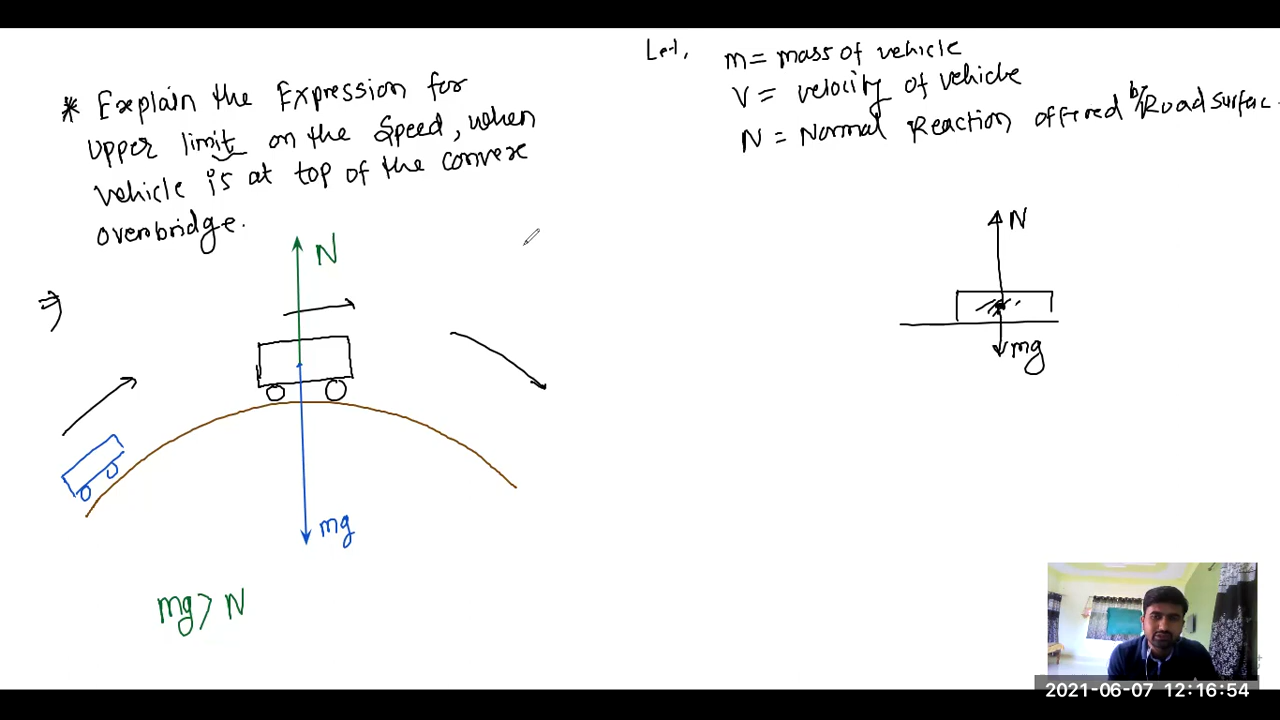 * Explain the Expression for
upper limit on the Speed, when
vehicle is at top of the convex
overbridge.
N
mg
mg > N
Let, m = mass of vehicle
V = velocity of vehicle
N = Normal Reaction offered by Road surface.
N
mg
2021-06-07 12:16:54